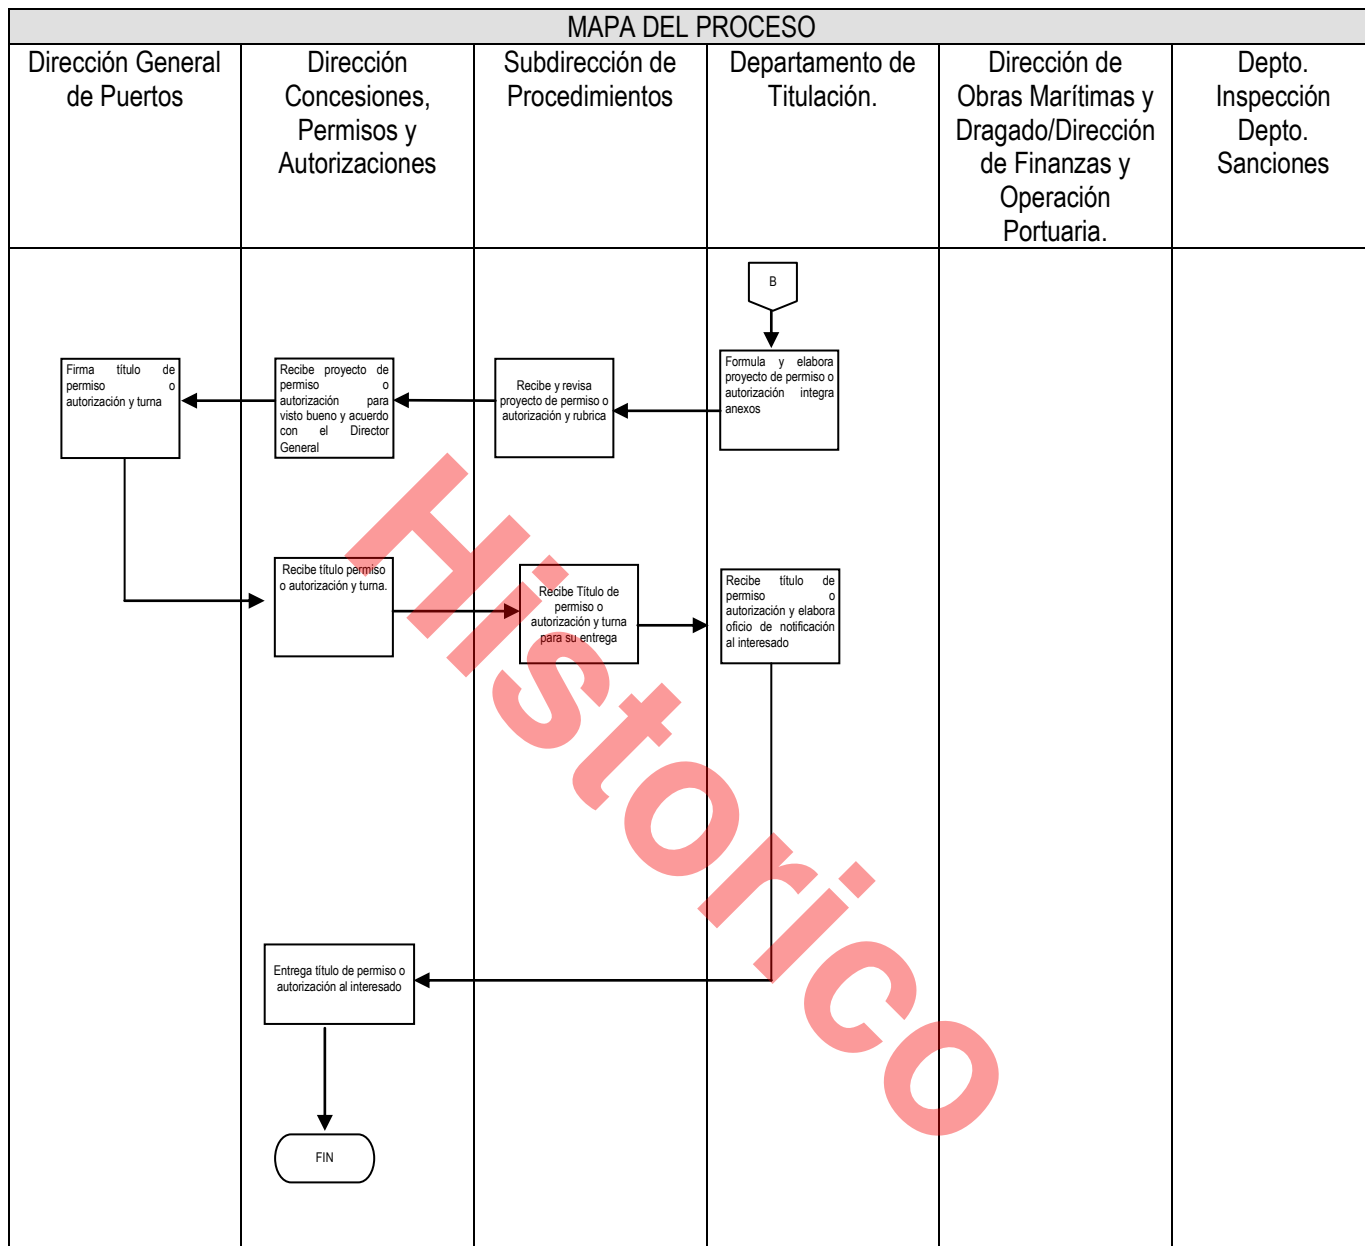 MAPA DEL PROCESO
Dirección General
de Puertos
Dirección
Concesiones,
Permisos y
Autorizaciones
Subdirección de
Procedimientos
Departamento de
Titulación.
Dirección de
Obras Marítimas y
Dragado/Dirección
de Finanzas y
Operación
Portuaria.
Depto.
Inspección
Depto.
Sanciones
B
Firma título de
permiso o
autorización y turna
Recibe proyecto de
permiso o
autorización para
visto bueno y acuerdo
con el Director
General
Recibe y revisa
proyecto de permiso o
autorización y rubrica
Formula y elabora
proyecto de permiso o
autorización integra
anexos
Recibe título permiso
o autorización y turna.
Recibe Título de
permiso o
autorización y turna
para su entrega
Recibe título de
permiso o
autorización y elabora
oficio de notificación
al interesado
Entrega título de permiso o
autorización al interesado
FIN
Historico